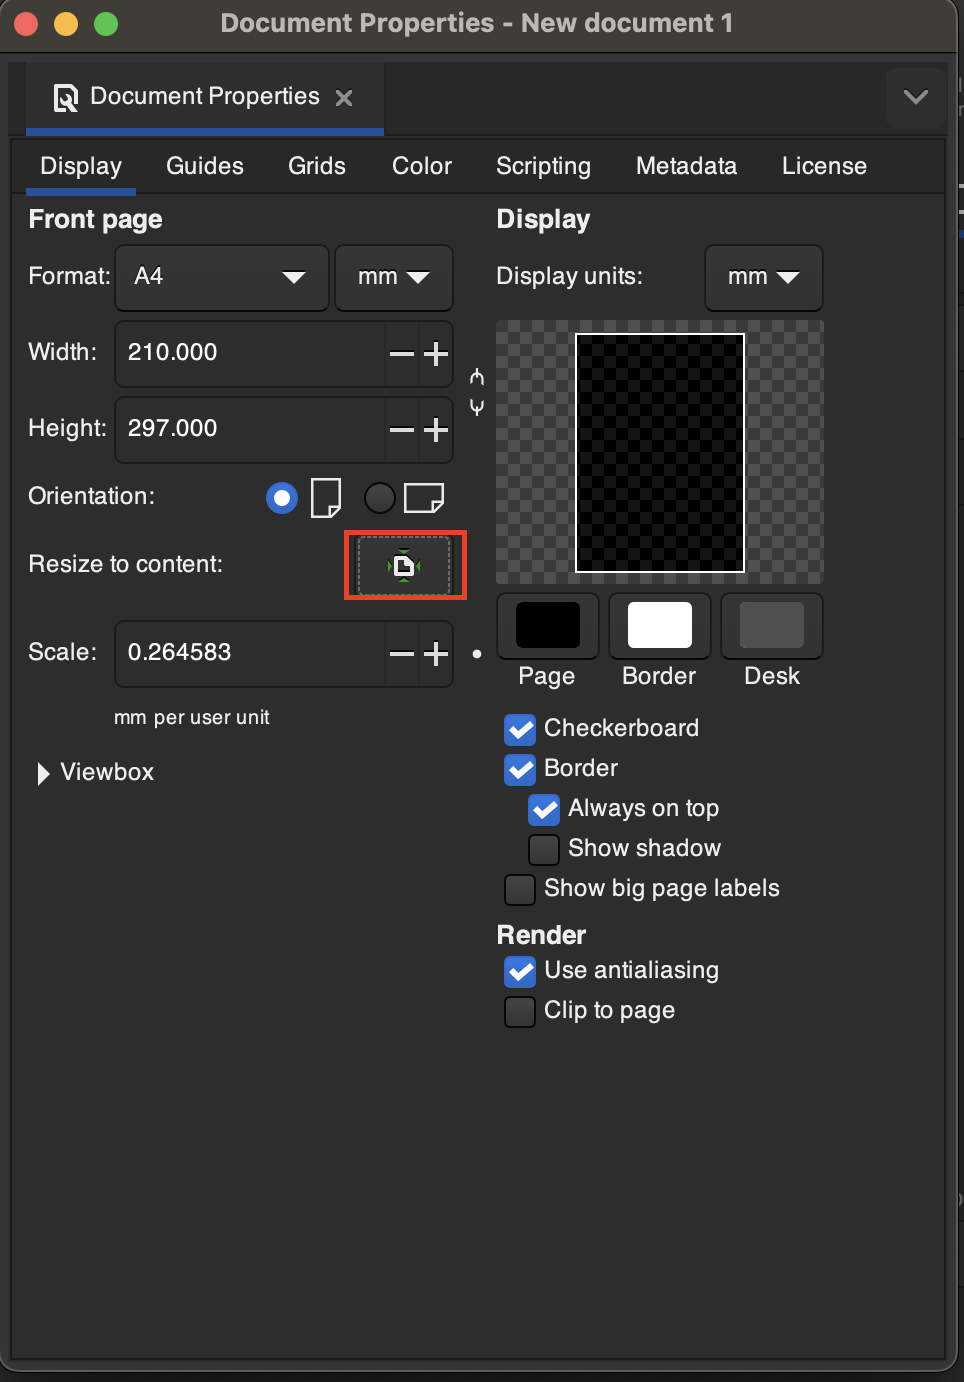 Document Properties - New document 1
Document Properties
Display Guides Grids Color Scripting Metadata License
Front page
Format: A4 mm
Width: 210.000
Height: 297.000
Orientation:
Resize to content:
Scale: 0.264583
mm per user unit
Viewbox
Display
Display units: mm
Page Border Desk
Checkerboard
Border
Always on top
Show shadow
Show big page labels
Render
Use antialiasing
Clip to page